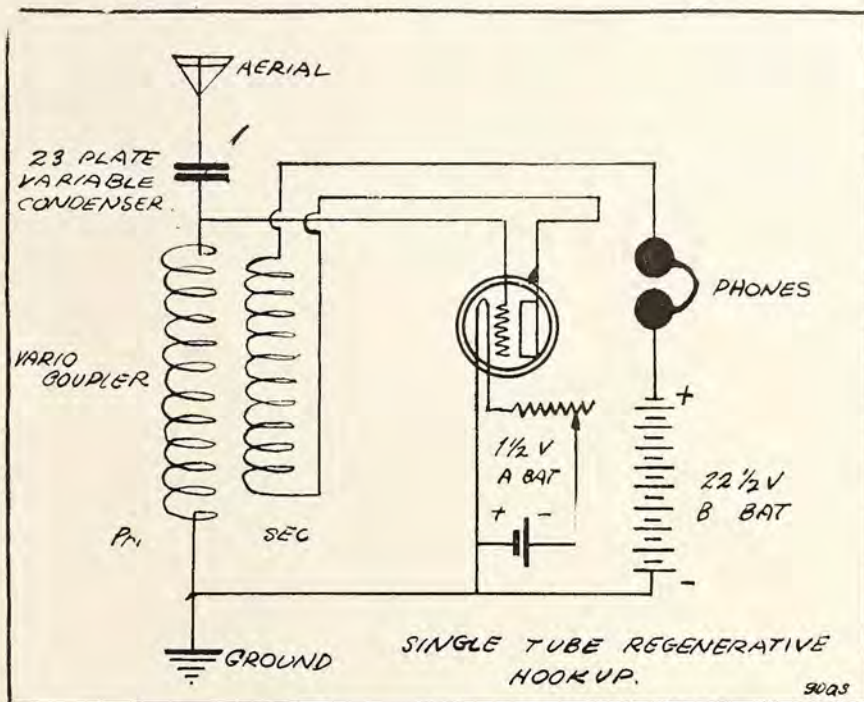 AERIAL
23 PLATE
VARIABLE
CONDENSER.
VARIO
COUPLER
PHONES
+
1½ V
A BAT
22½ V
B BAT
+ -
Pri.
SEC
-
GROUND
SINGLE TUBE REGENERATIVE
HOOKUP.